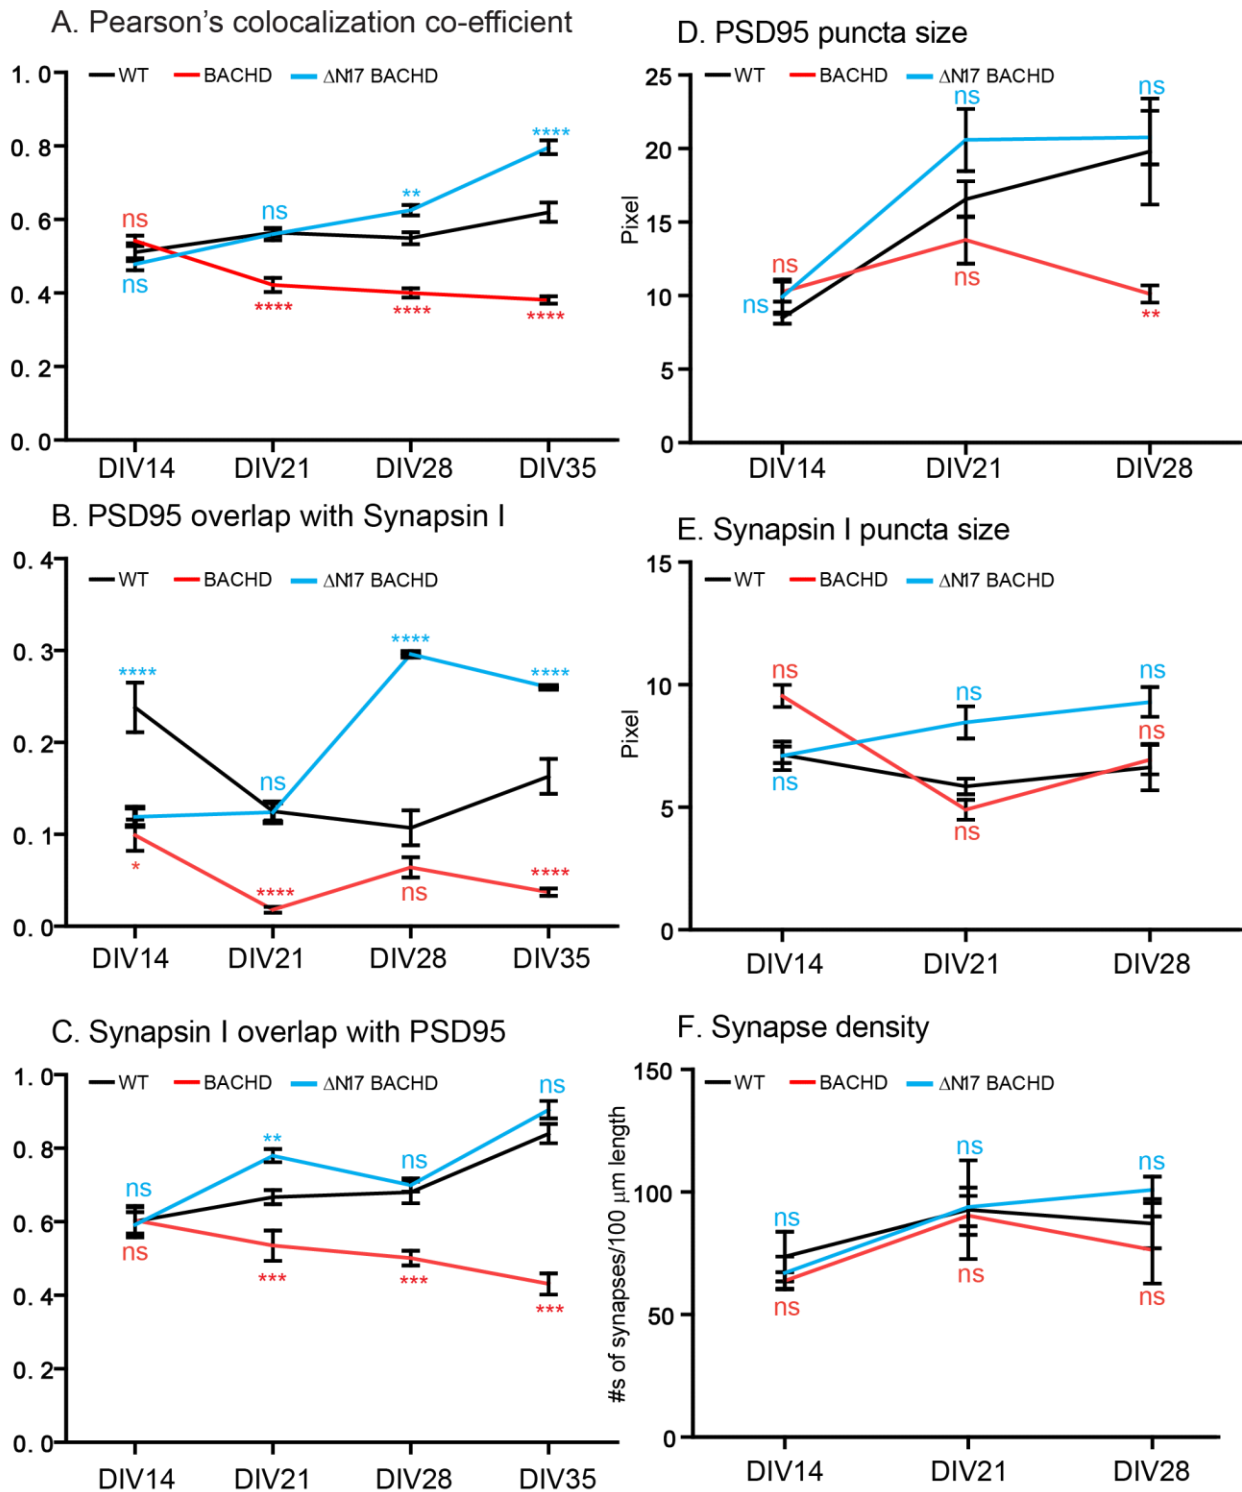 A. Pearson's colocalization co-efficient
WT BACHD ΔN17 BACHD
1.0
0.8
0.6
0.4
0.2
0.0
ns
ns
ns
****
**
****
****
****
DIV14 DIV21 DIV28 DIV35
B. PSD95 overlap with Synapsin I
WT BACHD ΔN17 BACHD
0.4
0.3
0.2
0.1
0.0
****
*
ns
****
****
ns
****
****
DIV14 DIV21 DIV28 DIV35
C. Synapsin I overlap with PSD95
WT BACHD ΔN17 BACHD
1.0
0.8
0.6
0.4
0.2
0.0
ns
ns
**
***
ns
***
ns
***
DIV14 DIV21 DIV28 DIV35
D. PSD95 puncta size
WT BACHD ΔN17 BACHD
Pixel
25
20
15
10
5
0
ns
ns
ns
ns
ns
**
DIV14 DIV21 DIV28
E. Synapsin I puncta size
WT BACHD ΔN17 BACHD
Pixel
15
10
5
0
ns
ns
ns
ns
ns
ns
DIV14 DIV21 DIV28
F. Synapse density
WT BACHD ΔN17 BACHD
#s of synapses/100 µm length
150
100
50
0
ns
ns
ns
ns
ns
ns
DIV14 DIV21 DIV28